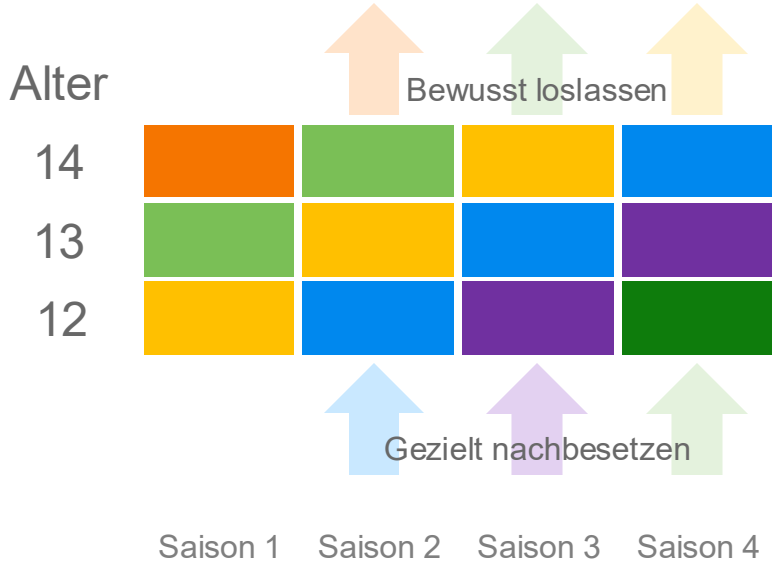 Alter
Bewusst loslassen
14
13
12
Gezielt nachbesetzen
Saison 1 Saison 2 Saison 3 Saison 4